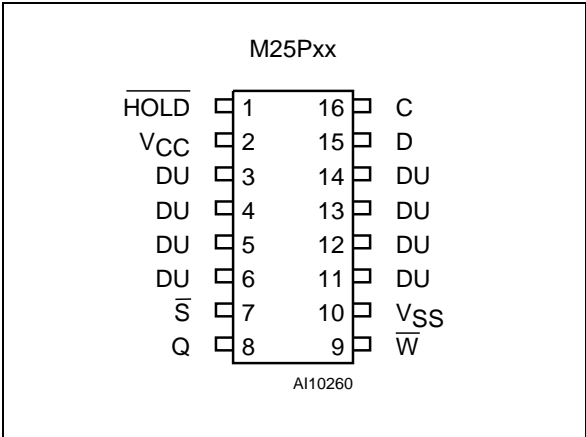 M25Pxx
HOLD 1 16 C
VCC 2 15 D
DU 3 14 DU
DU 4 13 DU
DU 5 12 DU
DU 6 11 DU
S 7 10 VSS
Q 8 9 W
AI10260